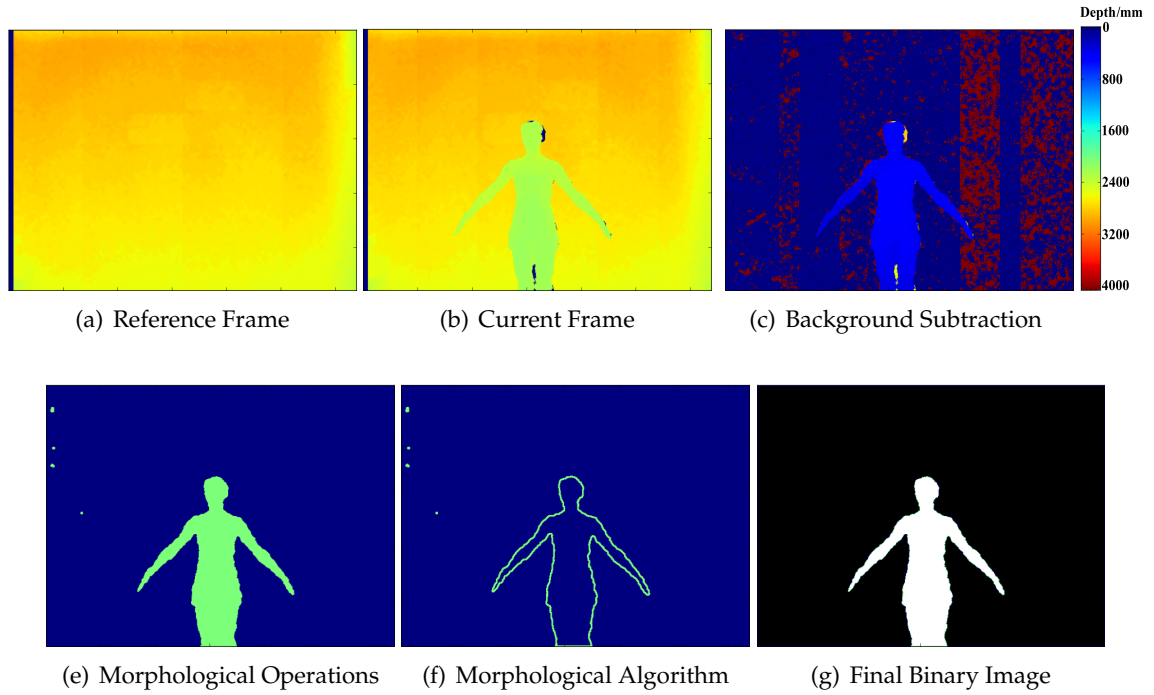 Depth/mm
0
800
1600
2400
3200
4000
(a) Reference Frame
(b) Current Frame
(c) Background Subtraction
(e) Morphological Operations
(f) Morphological Algorithm
(g) Final Binary Image